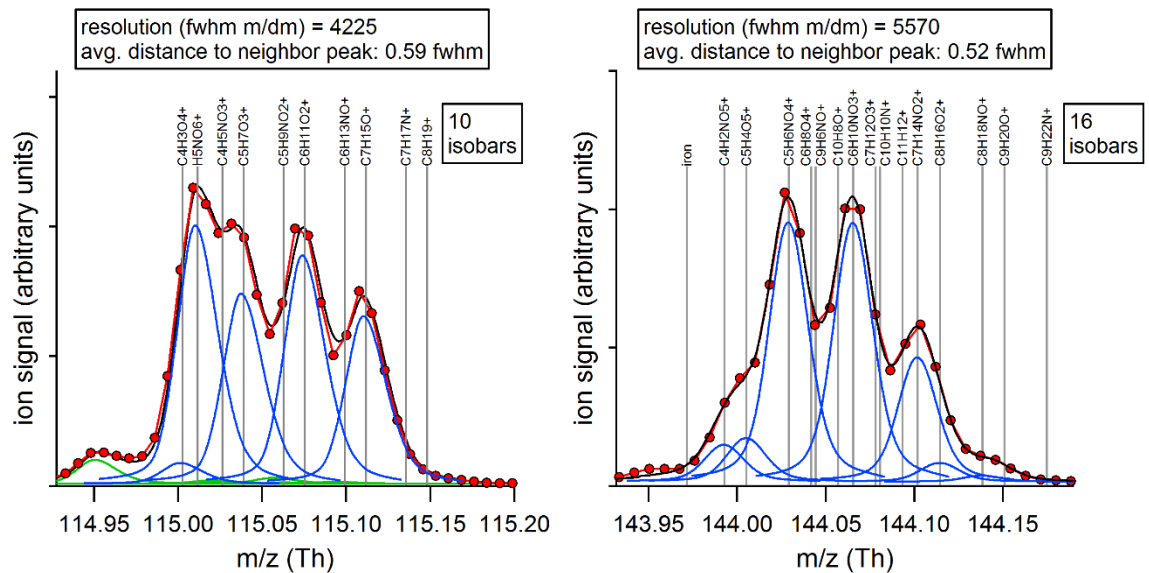 resolution (fwhm m/dm) = 4225
avg. distance to neighbor peak: 0.59 fwhm
C4H3O4+
H5NO6+
C4H5NO3+
C5H7O3+
C5H9NO2+
C6H11O2+
C6H13NO+
C7H15O+
C7H17N+
C8H19+
10
isobars
ion signal (arbitrary units)
114.95
115.00
115.05
115.10
115.15
115.20
m/z (Th)
resolution (fwhm m/dm) = 5570
avg. distance to neighbor peak: 0.52 fwhm
iron
C4H2NO5+
C5H4O5+
C5H6NO4+
C6H8O4+
C9H6NO+
C10H8O+
C6H10NO3+
C7H12O3+
C10H10N+
C11H12+
C7H14NO2+
C8H16O2+
C8H18NO+
C9H20O+
C9H22N+
16
isobars
ion signal (arbitrary units)
143.95
144.00
144.05
144.10
144.15
m/z (Th)